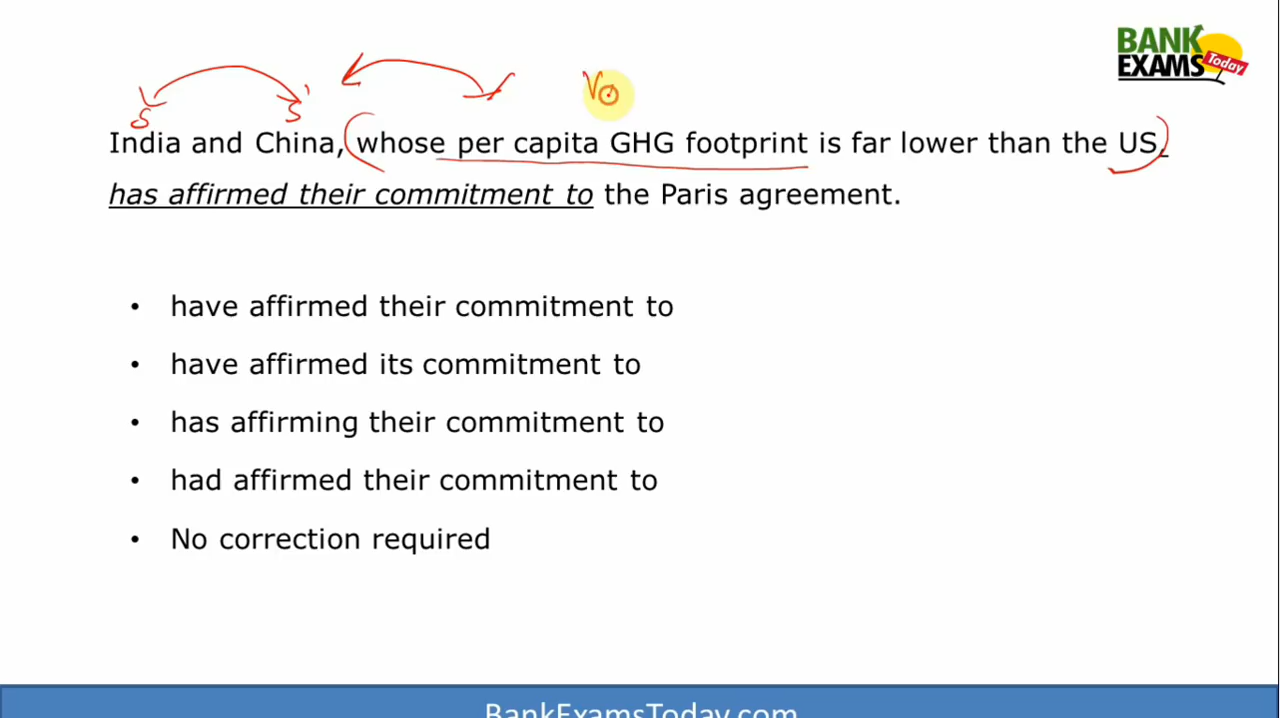 BANK
EXAMS Today
S S'
Vo
India and China, whose per capita GHG footprint is far lower than the US,
has affirmed their commitment to the Paris agreement.
• have affirmed their commitment to
• have affirmed its commitment to
• has affirming their commitment to
• had affirmed their commitment to
• No correction required
BankExamsToday.com